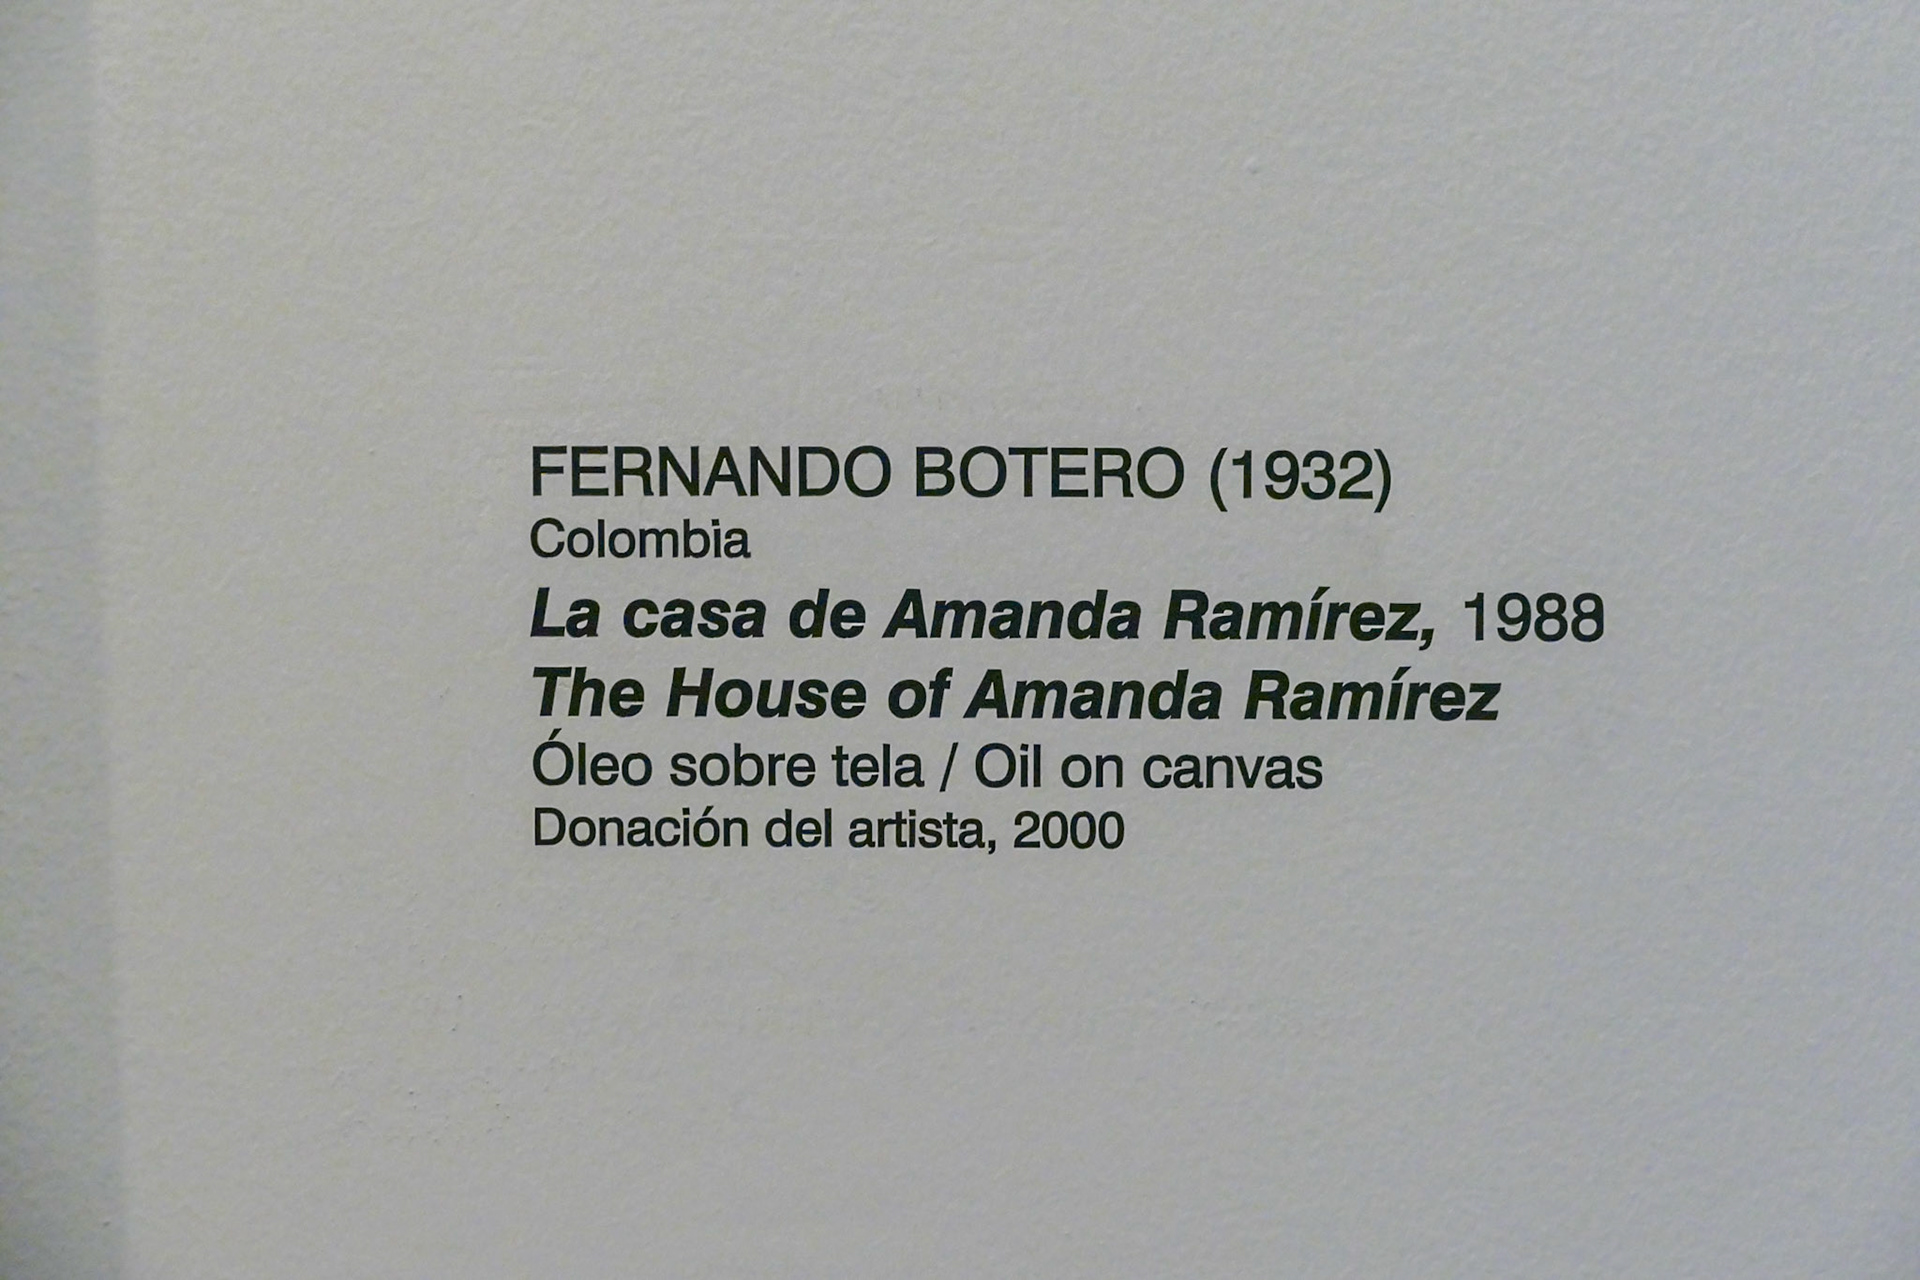 FERNANDO BOTERO (1932)
Colombia
La casa de Amanda Ramírez, 1988
The House of Amanda Ramírez
Óleo sobre tela / Oil on canvas
Donación del artista, 2000